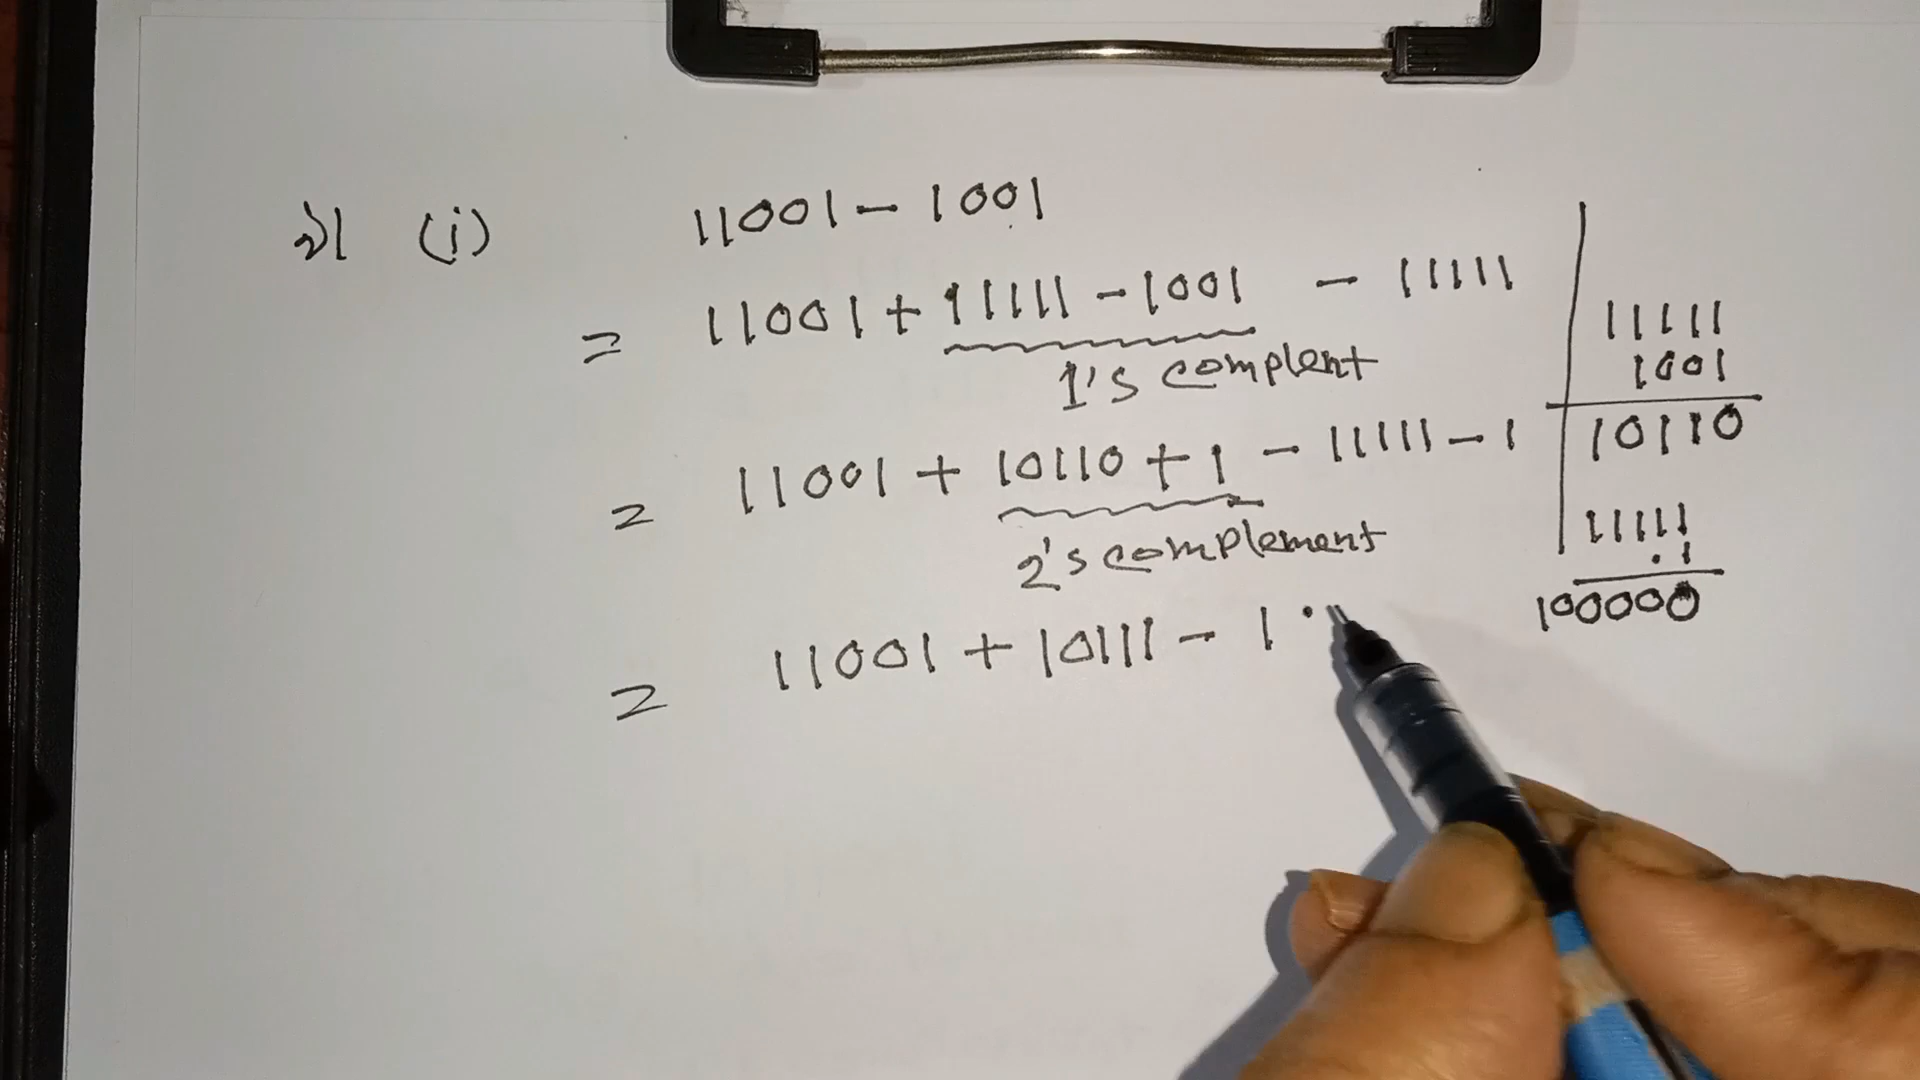 ২। (i) 11001 - 1001
= 11001 + 11111 - 1001 - 11111
1's complent
= 11001 + 10110 + 1 - 11111 - 1
2's complement
= 11001 + 10111 - 1
11111
1001
10110
11111
1
100000